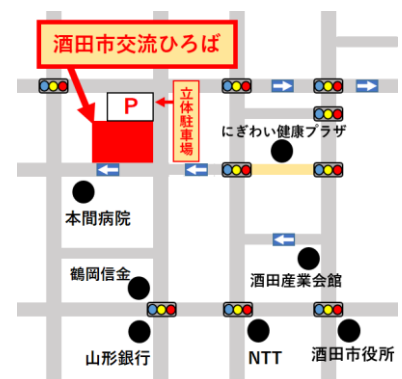 酒田市交流ひろば
P
立体駐車場
にぎわい健康プラザ
本間病院
鶴岡信金
酒田産業会館
山形銀行
NTT
酒田市役所